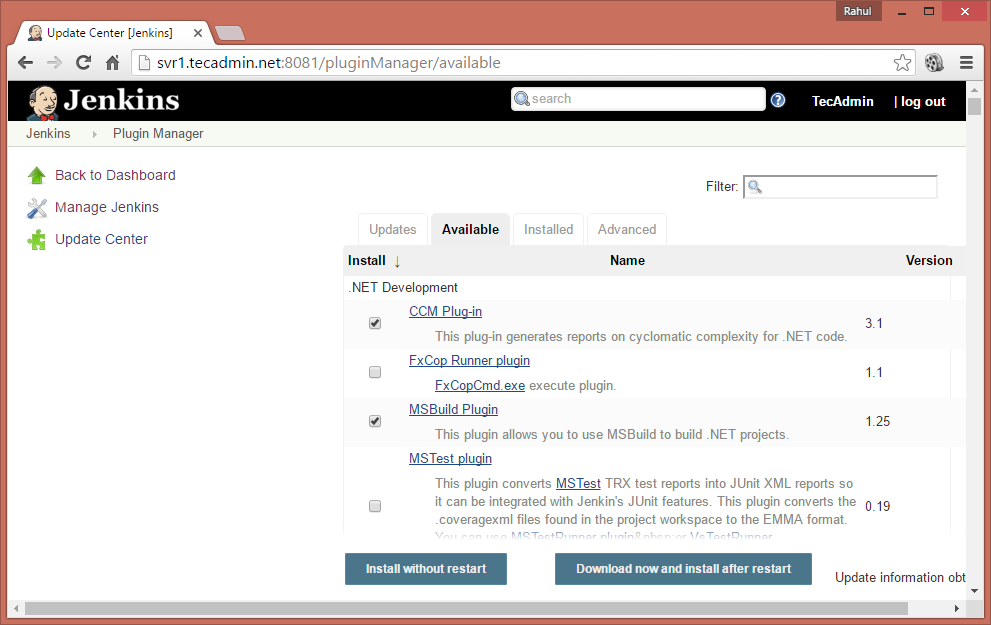 Rahul
Update Center [Jenkins]
svr1.tecadmin.net:8081/pluginManager/available
Jenkins
search
TecAdmin
| log out
Jenkins
Plugin Manager
Back to Dashboard
Manage Jenkins
Update Center
Filter:
Updates
Available
Installed
Advanced
Install ↓
Name
Version
.NET Development
CCM Plug-in
This plug-in generates reports on cyclomatic complexity for .NET code.
3.1
FxCop Runner plugin
FxCopCmd.exe execute plugin.
1.1
MSBuild Plugin
This plugin allows you to use MSBuild to build .NET projects.
1.25
MSTest plugin
This plugin converts MSTest TRX test reports into JUnit XML reports so
it can be integrated with Jenkin's JUnit features. This plugin converts the
.coveragexml files found in the project workspace to the EMMA format.
You can use MSTestRunner plugin&nbsp;or VsTestRunner
0.19
Install without restart
Download now and install after restart
Update information obt